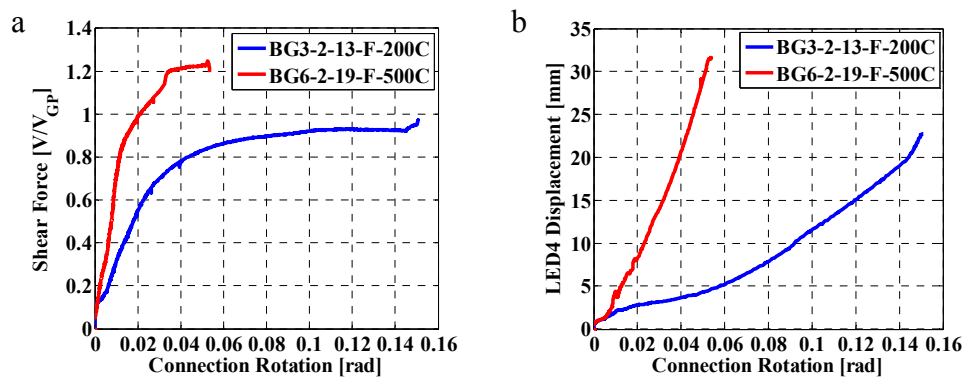 a
Shear Force [V/V_GP]
1.4
1.2
1
0.8
0.6
0.4
0.2
0
0 0.02 0.04 0.06 0.08 0.1 0.12 0.14 0.16
Connection Rotation [rad]
BG3-2-13-F-200C
BG6-2-19-F-500C
b
LED4 Displacement [mm]
35
30
25
20
15
10
5
0
0 0.02 0.04 0.06 0.08 0.1 0.12 0.14 0.16
Connection Rotation [rad]
BG3-2-13-F-200C
BG6-2-19-F-500C